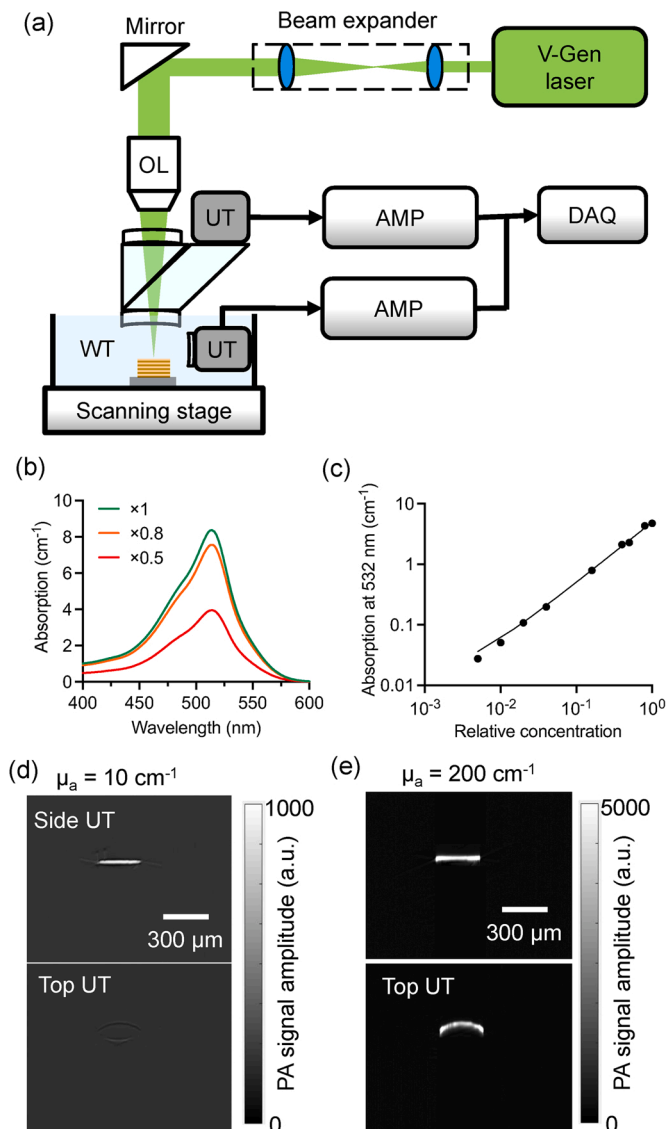 (a)
Mirror
Beam expander
V-Gen
laser
OL
UT
AMP
DAQ
AMP
WT
UT
Scanning stage
(b)
Absorption (cm⁻¹)
10
8
6
4
2
0
×1
×0.8
×0.5
400
450
500
550
600
Wavelength (nm)
(c)
Absorption at 532 nm (cm⁻¹)
10
1
0.1
0.01
10⁻³
10⁻²
10⁻¹
10⁰
Relative concentration
(d)
μₐ = 10 cm⁻¹
Side UT
300 μm
Top UT
1000
0
PA signal amplitude (a.u.)
(e)
μₐ = 200 cm⁻¹
300 μm
Top UT
5000
0
PA signal amplitude (a.u.)